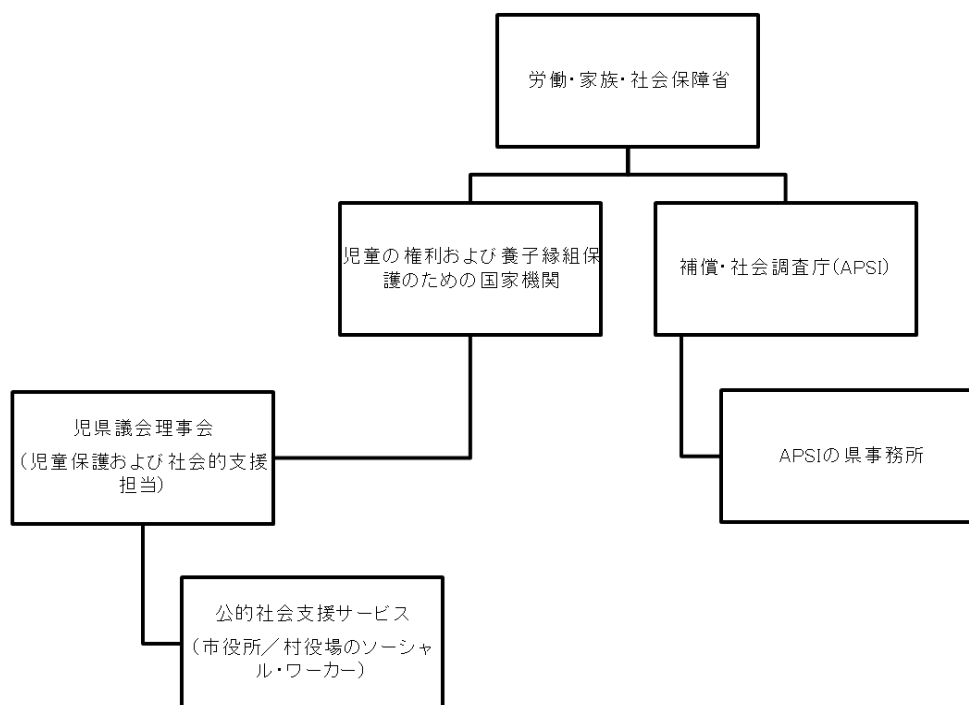 労働・家族・社会保障省
児童の権利および養子縁組保
護のための国家機関
補償・社会調査庁(APSI)
児県議会理事会
(児童保護および社会的支援
担当)
APSIの県事務所
公的社会支援サービス
(市役所／村役場のソーシャ
ル・ワーカー)